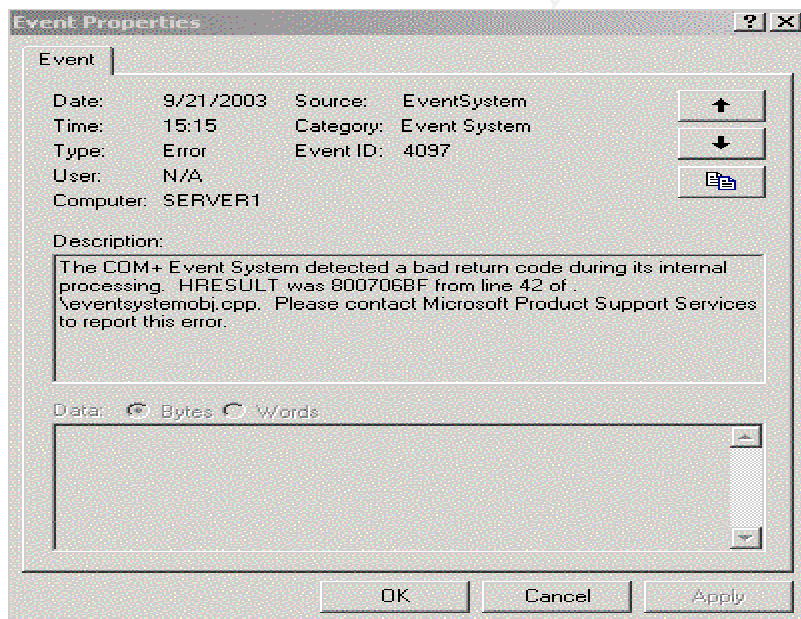 Event Properties
Event
Date: 9/21/2003 Source: EventSystem
Time: 15:15 Category: Event System
Type: Error Event ID: 4097
User: N/A
Computer: SERVER1
Description:
The COM+ Event System detected a bad return code during its internal
processing. HRESULT was 800706BF from line 42 of .
\eventsystemobj.cpp. Please contact Microsoft Product Support Services
to report this error.
Data: Bytes Words
OK Cancel Apply